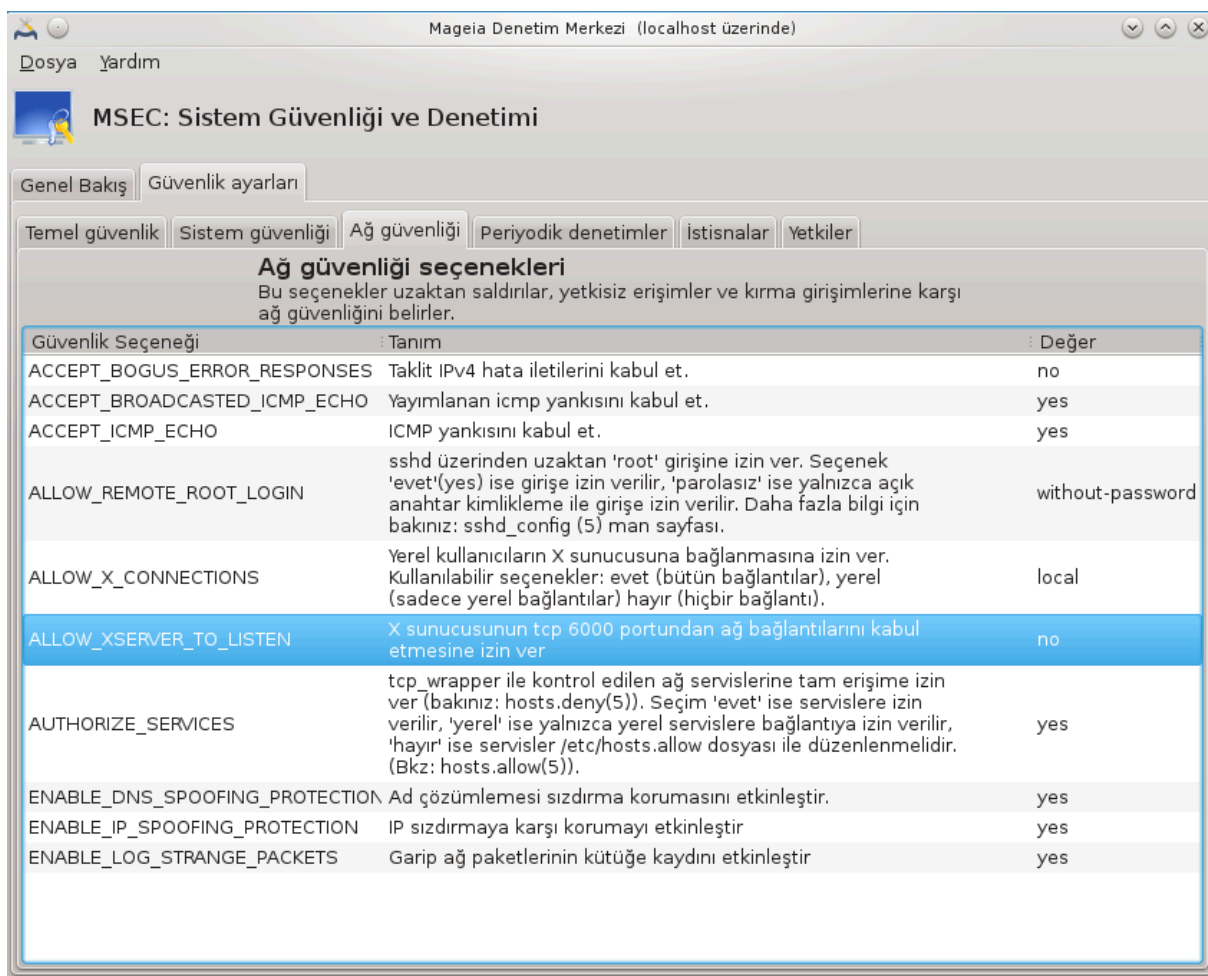 Mageia Denetim Merkezi (localhost üzerinde)
Dosya Yardım
MSEC: Sistem Güvenliği ve Denetimi
Genel Bakış Güvenlik ayarları
Temel güvenlik Sistem güvenliği Ağ güvenliği Periyodik denetimler İstisnalar Yetkiler
Ağ güvenliği seçenekleri
Bu seçenekler uzaktan saldırılar, yetkisiz erişimler ve kırma girişimlerine karşı
ağ güvenliğini belirler.
Güvenlik Seçeneği Tanım Değer
ACCEPT_BOGUS_ERROR_RESPONSES Taklit IPv4 hata iletilerini kabul et. no
ACCEPT_BROADCASTED_ICMP_ECHO Yayımlanan icmp yankısını kabul et. yes
ACCEPT_ICMP_ECHO ICMP yankısını kabul et. yes
sshd üzerinden uzaktan 'root' girişine izin ver. Seçenek
'evet'(yes) ise girişe izin verilir, 'parolasız' ise yalnızca açık
ALLOW_REMOTE_ROOT_LOGIN without-password
anahtar kimlikleme ile girişe izin verilir. Daha fazla bilgi için
bakınız: sshd_config (5) man sayfası.
Yerel kullanıcıların X sunucusuna bağlanmasına izin ver.
ALLOW_X_CONNECTIONS Kullanılabilir seçenekler: evet (bütün bağlantılar), yerel local
(sadece yerel bağlantılar) hayır (hiçbir bağlantı).
X sunucusunun tcp 6000 portundan ağ bağlantılarını kabul
ALLOW_XSERVER_TO_LISTEN no
etmesine izin ver
tcp_wrapper ile kontrol edilen ağ servislerine tam erişime izin
ver (bakınız: hosts.deny(5)). Seçim 'evet' ise servislere izin
AUTHORIZE_SERVICES verilir, 'yerel' ise yalnızca yerel servislere bağlantıya izin verilir, yes
'hayır' ise servisler /etc/hosts.allow dosyası ile düzenlenmelidir.
(Bkz: hosts.allow(5)).
ENABLE_DNS_SPOOFING_PROTECTION Ad çözümlemesi sızdırma korumasını etkinleştir. yes
ENABLE_IP_SPOOFING_PROTECTION IP sızdırmaya karşı korumayı etkinleştir yes
ENABLE_LOG_STRANGE_PACKETS Garip ağ paketlerinin kütüğe kaydını etkinleştir yes